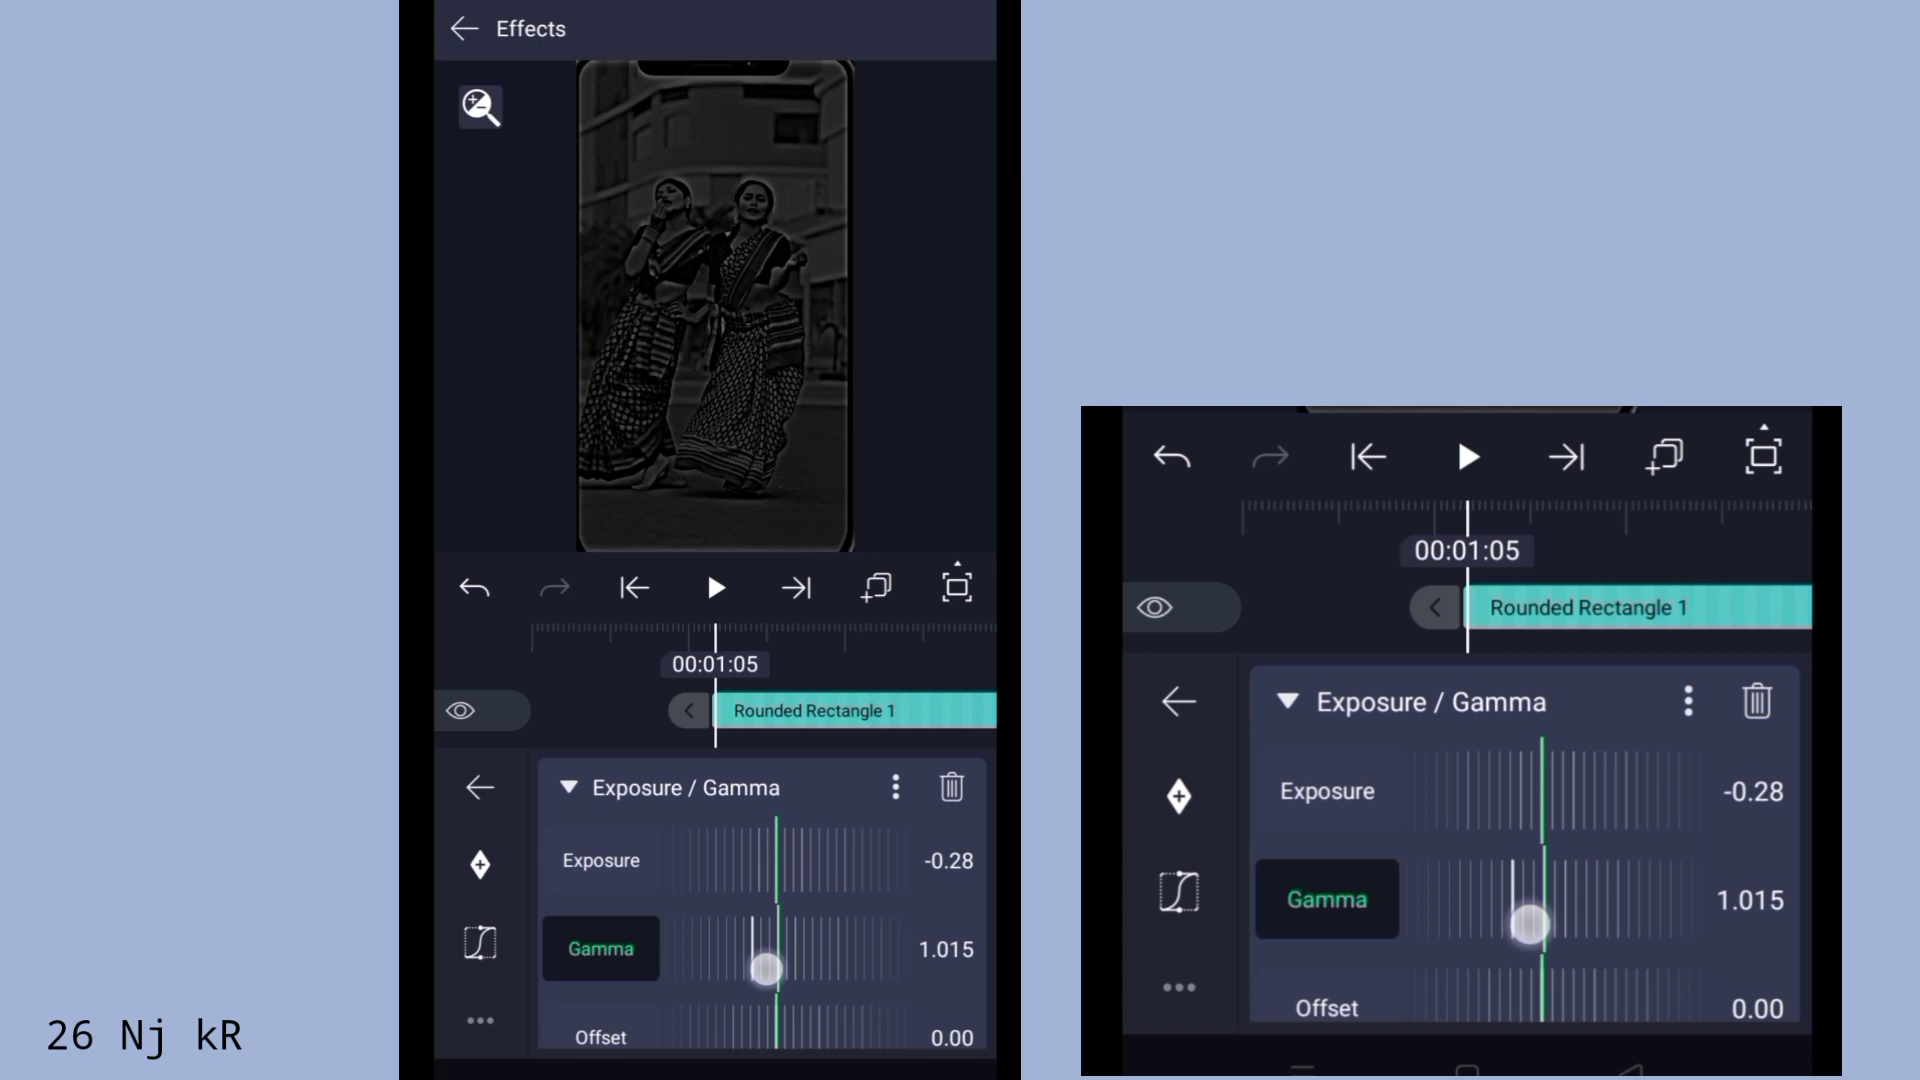 Effects
00:01:05
Rounded Rectangle 1
Exposure / Gamma
Exposure -0.28
Gamma 1.015
Offset 0.00
00:01:05
Rounded Rectangle 1
Exposure / Gamma
Exposure -0.28
Gamma 1.015
Offset 0.00
26 Nj kR